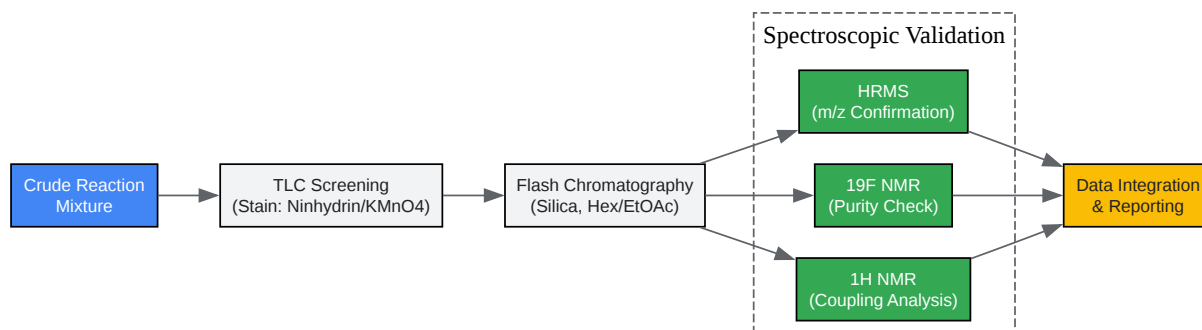 Spectroscopic Validation
Crude Reaction
Mixture
TLC Screening
(Stain: Ninhydrin/KMnO4)
Flash Chromatography
(Silica, Hex/EtOAc)
HRMS
(m/z Confirmation)
19F NMR
(Purity Check)
1H NMR
(Coupling Analysis)
Data Integration
& Reporting